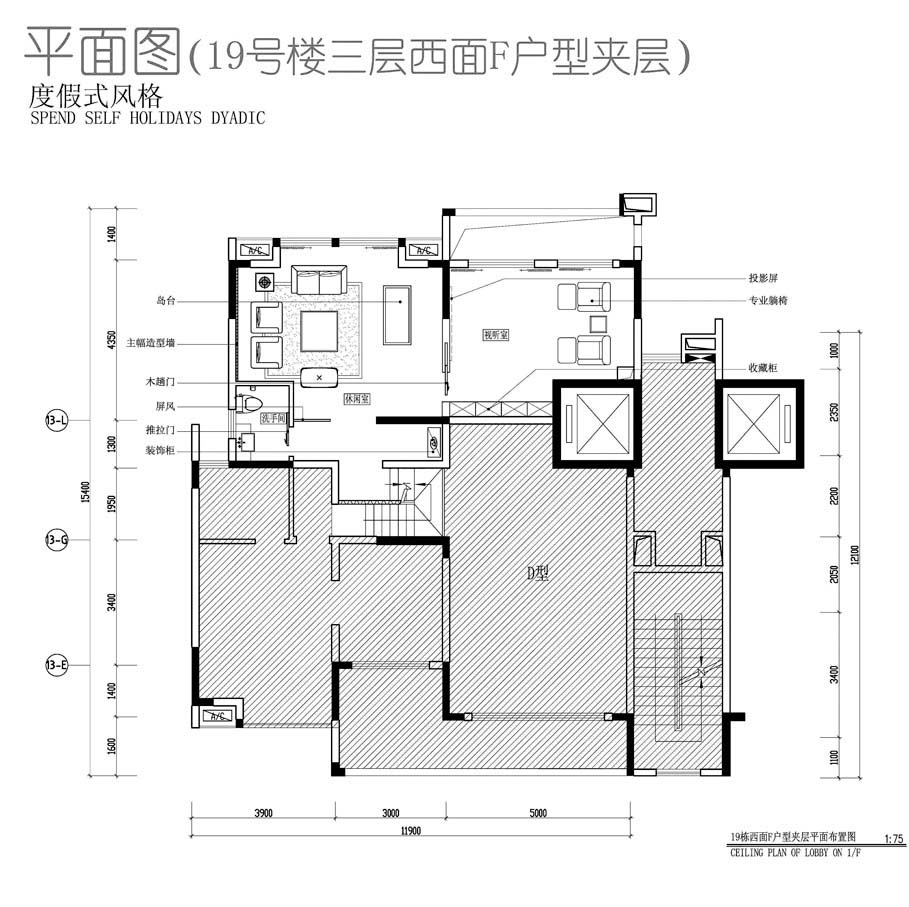 平面图(19号楼三层西面F户型夹层)
度假式风格
SPEND SELF HOLIDAYS DYADIC
1400
A/C
A/C
投影屏
岛台
专业躺椅
4350
视听室
1000
主幅造型墙
收藏柜
木趟门
休闲室
屏风
洗手间
2350
13-L
推拉门
1300
装饰柜
15400
1950
2200
13-G
12100
D型
2050
3400
13-E
3400
1400
A/C
1600
1100
3900
3000
5000
11900
19栋西面F户型夹层平面布置图
1:75
CEILING PLAN OF LOBBY ON 1/F